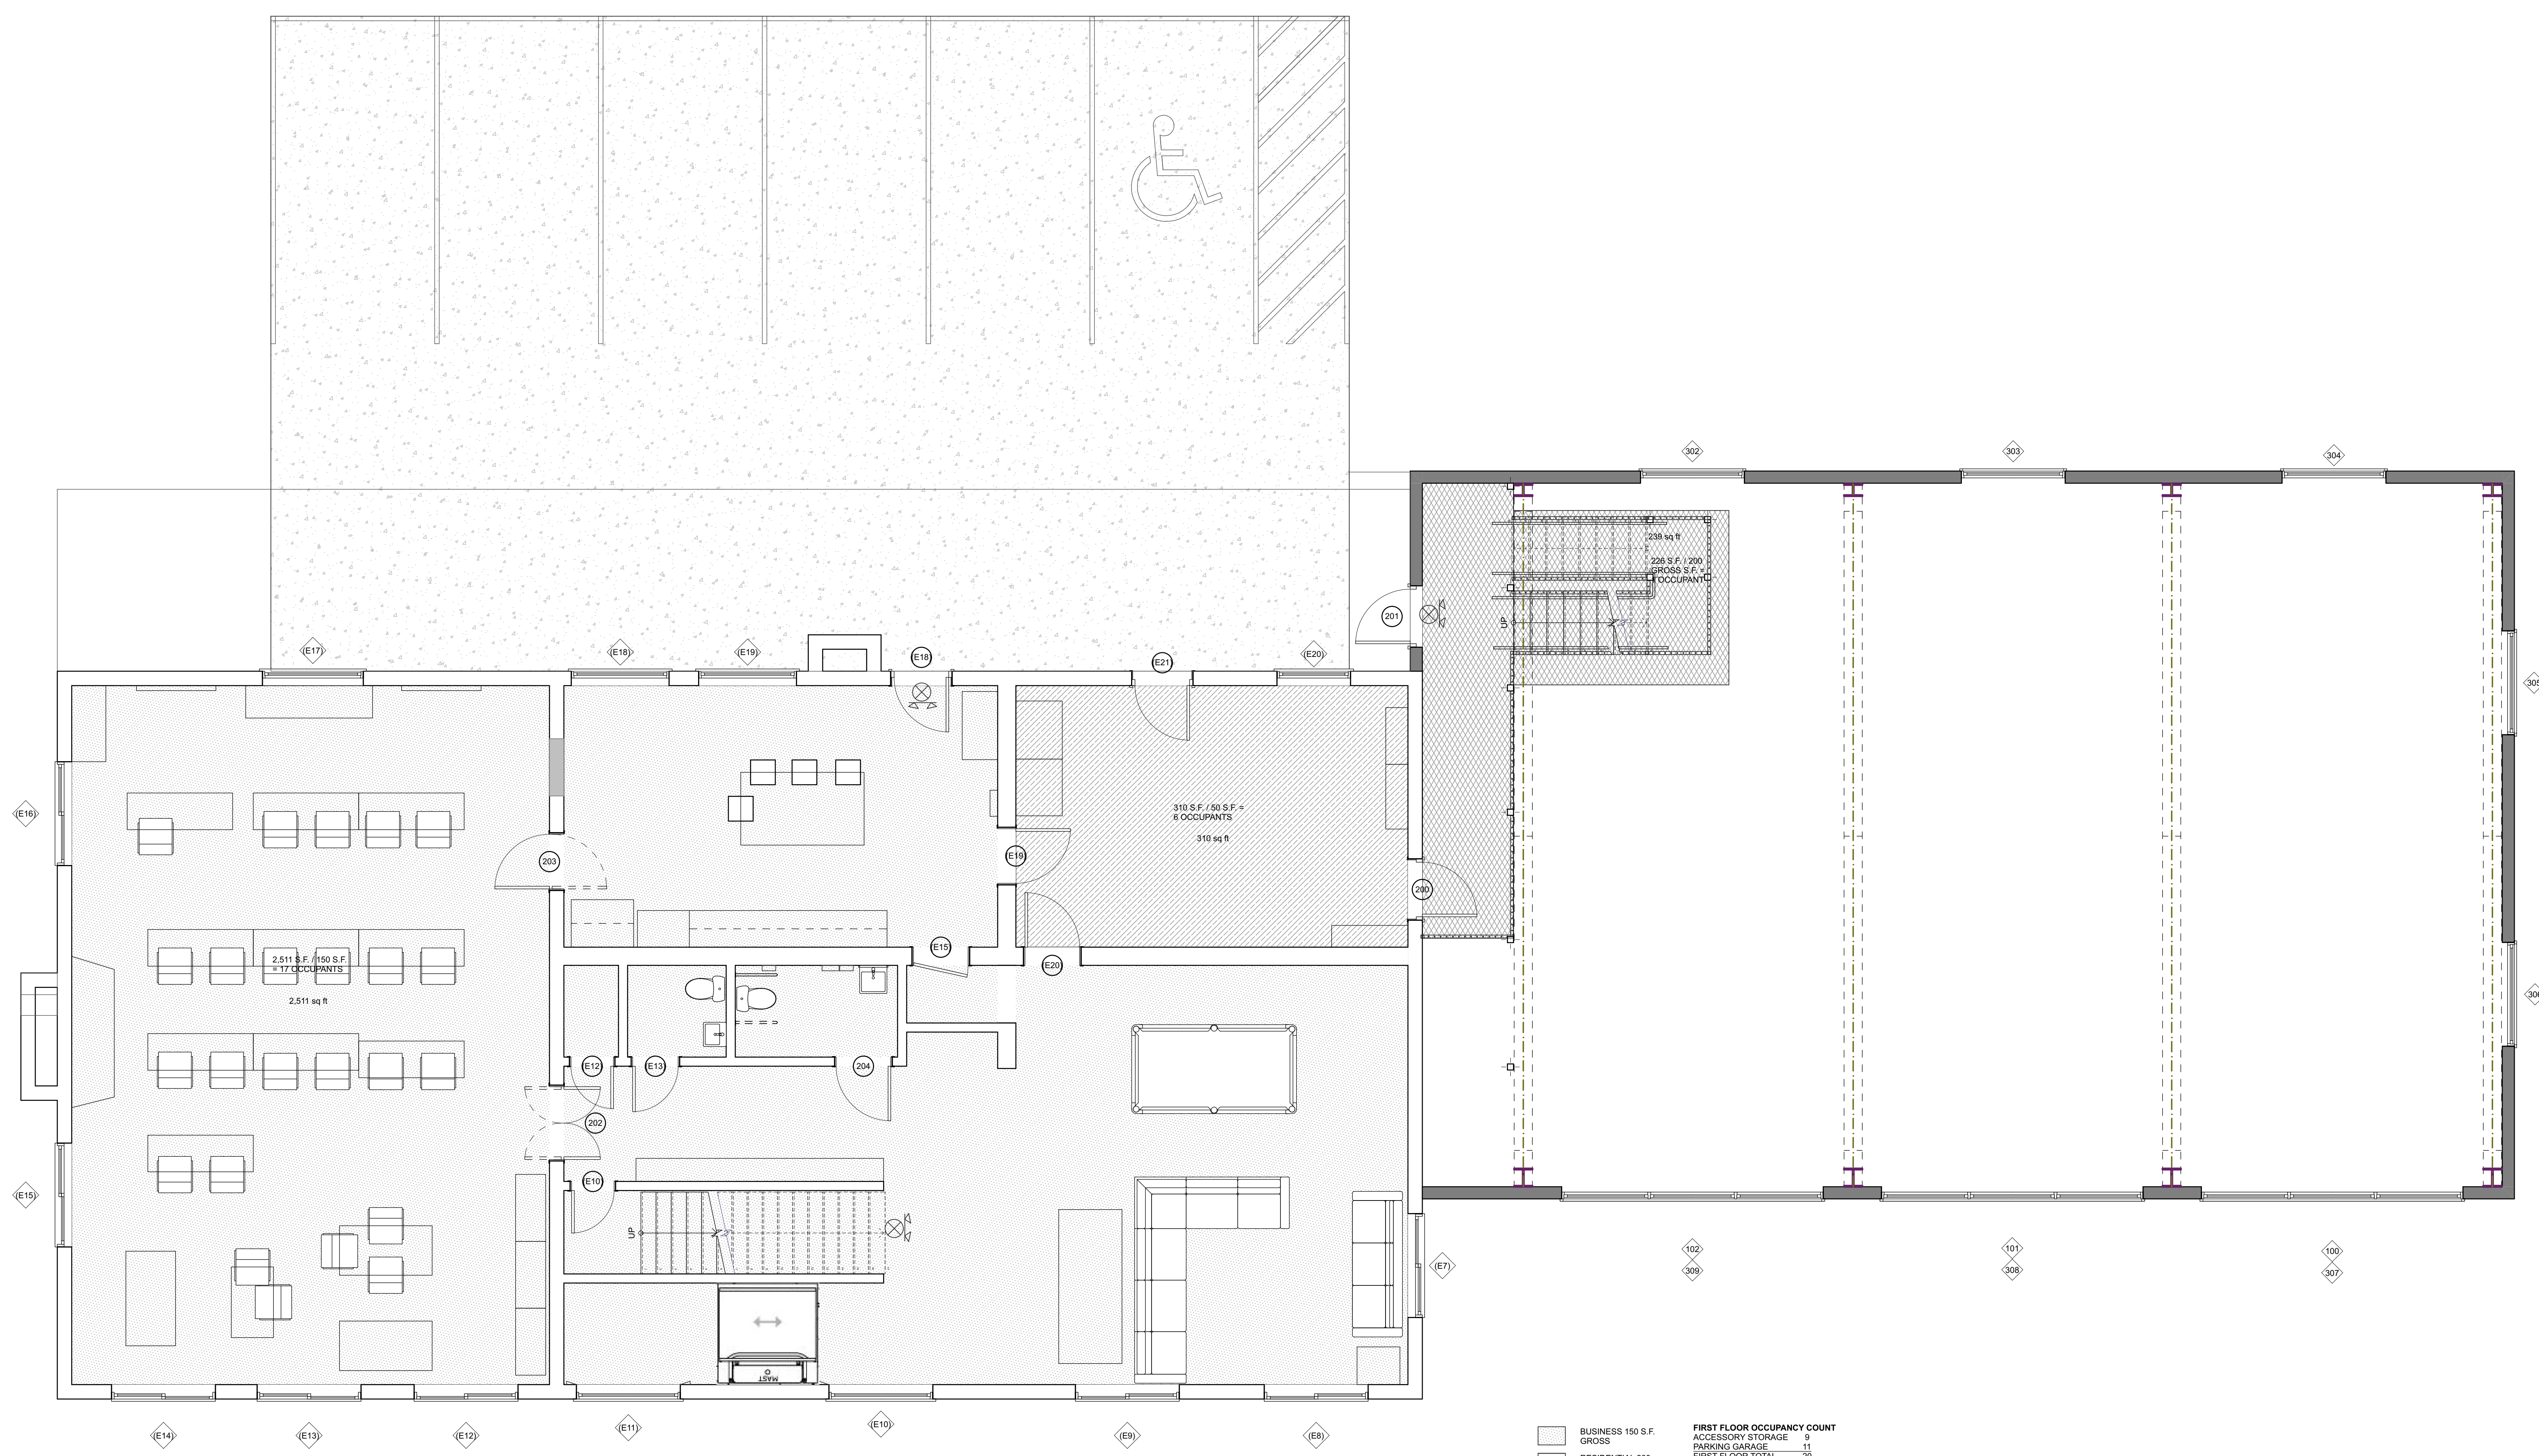 302
303
304
239 sq ft
226 S.F. / 200
GROSS S.F. =
OCCUPANT
201
UP
(E17)
(E18)
(E19)
(E18)
(E21)
(E20)
305
(E16)
203
(E19)
310 S.F. / 50 S.F. =
6 OCCUPANTS
310 sq ft
200
(E15)
(E20)
2,511 S.F. / 150 S.F.
= 17 OCCUPANTS
2,511 sq ft
306
(E12)
(E13)
204
202
(E15)
(E10)
UP
(E7)
102
309
101
308
100
307
MAST
(E14)
(E13)
(E12)
(E11)
(E10)
(E9)
(E8)
BUSINESS 150 S.F.
GROSS
FIRST FLOOR OCCUPANCY COUNT
ACCESSORY STORAGE 9
PARKING GARAGE 11